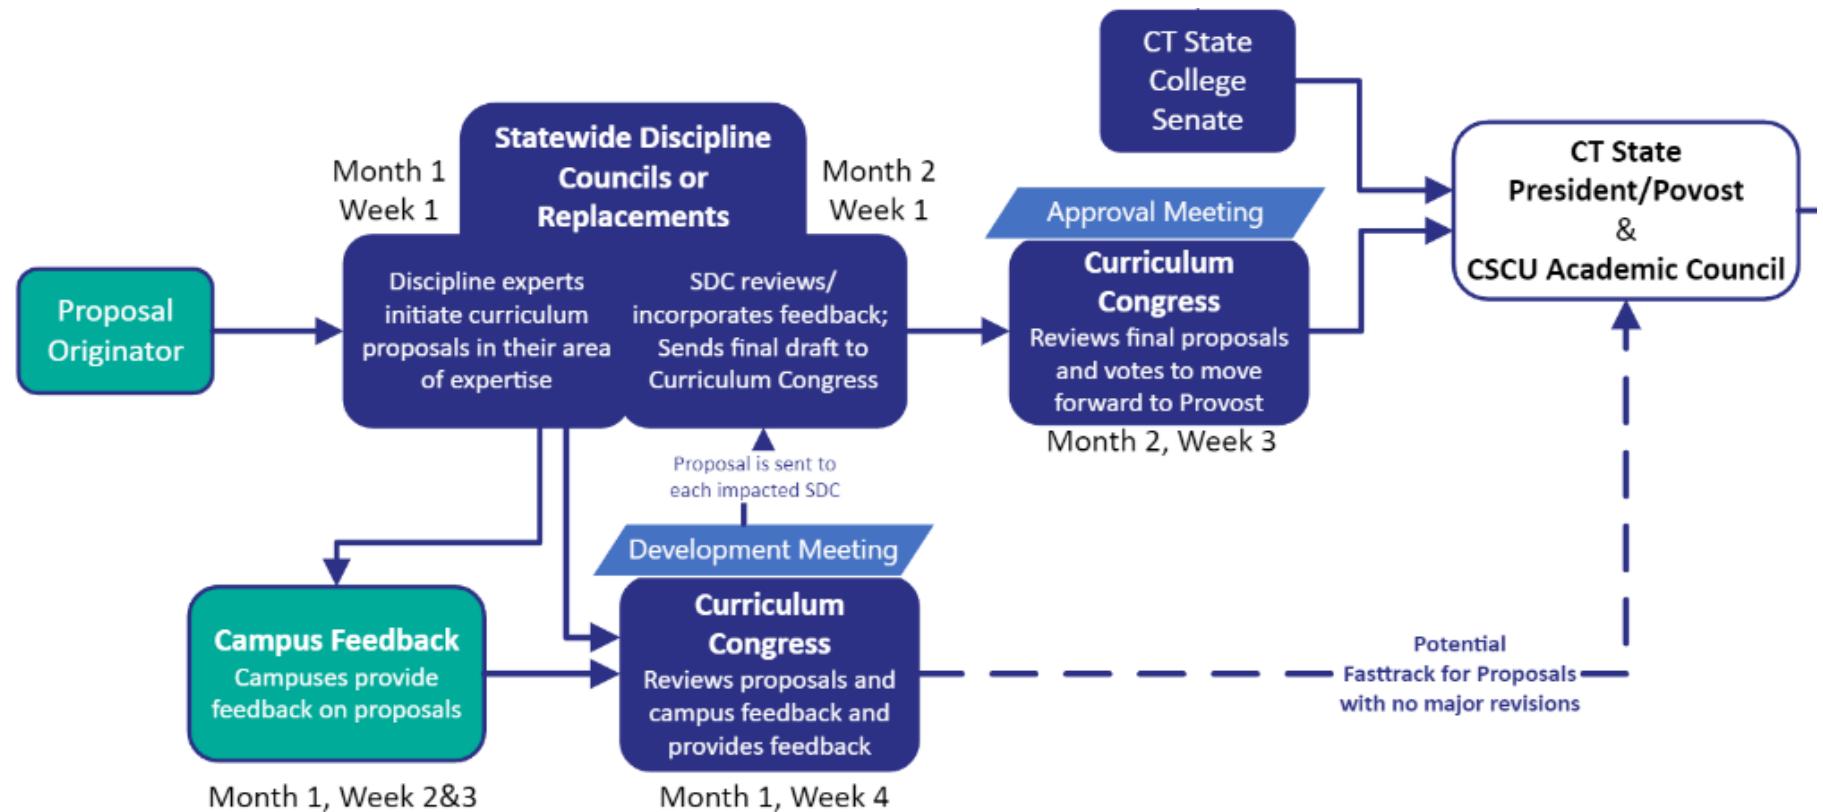 Proposal
Originator
Month 1
Week 1
Statewide Discipline
Councils or
Replacements
Month 2
Week 1
Discipline experts
initiate curriculum
proposals in their area
of expertise
SDC reviews/
incorporates feedback;
Sends final draft to
Curriculum Congress
Campus Feedback
Campuses provide
feedback on proposals
Month 1, Week 2&3
Proposal is sent to
each impacted SDC
Development Meeting
Curriculum
Congress
Reviews proposals and
campus feedback and
provides feedback
Month 1, Week 4
Approval Meeting
Curriculum
Congress
Reviews final proposals
and votes to move
forward to Provost
Month 2, Week 3
CT State
College
Senate
CT State
President/Povost
&
CSCU Academic Council
Potential
Fasttrack for Proposals
with no major revisions